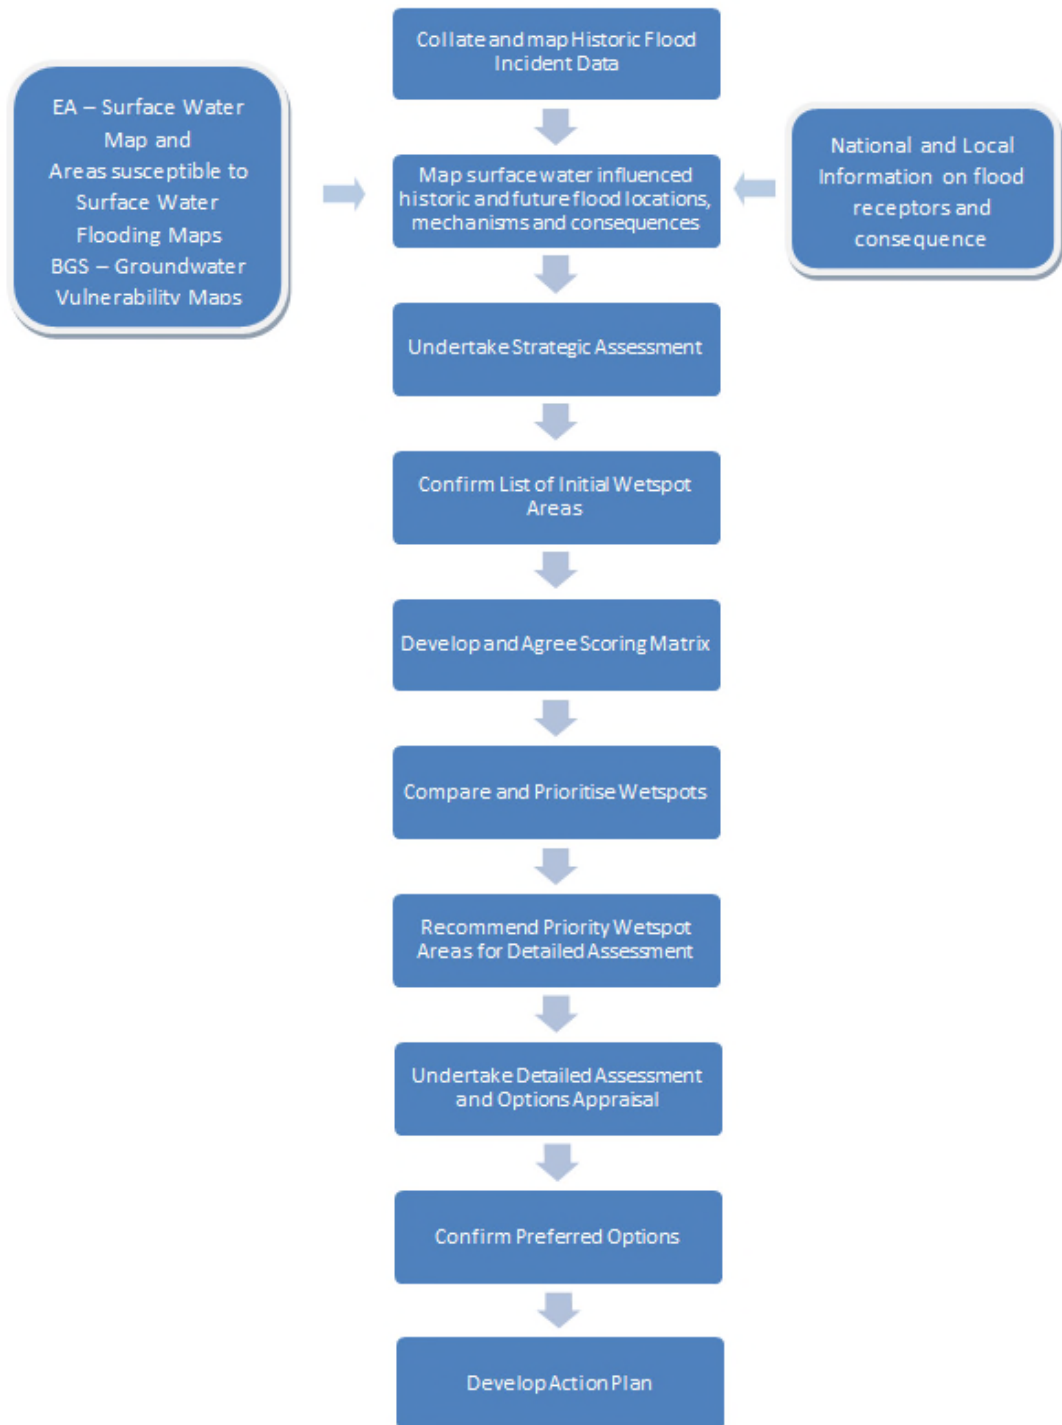 Collate and map Historic Flood
Incident Data
EA – Surface Water
Map and
Areas susceptible to
Surface Water
Flooding Maps
BGS – Groundwater
Vulnerability Maps
Map surface water influenced
historic and future flood locations,
mechanisms and consequences
National and Local
Information on flood
receptors and
consequence
Undertake Strategic Assessment
Confirm List of Initial Wetspot
Areas
Develop and Agree Scoring Matrix
Compare and Prioritise Wetspots
Recommend Priority Wetspot
Areas for Detailed Assessment
Undertake Detailed Assessment
and Options Appraisal
Confirm Preferred Options
Develop Action Plan